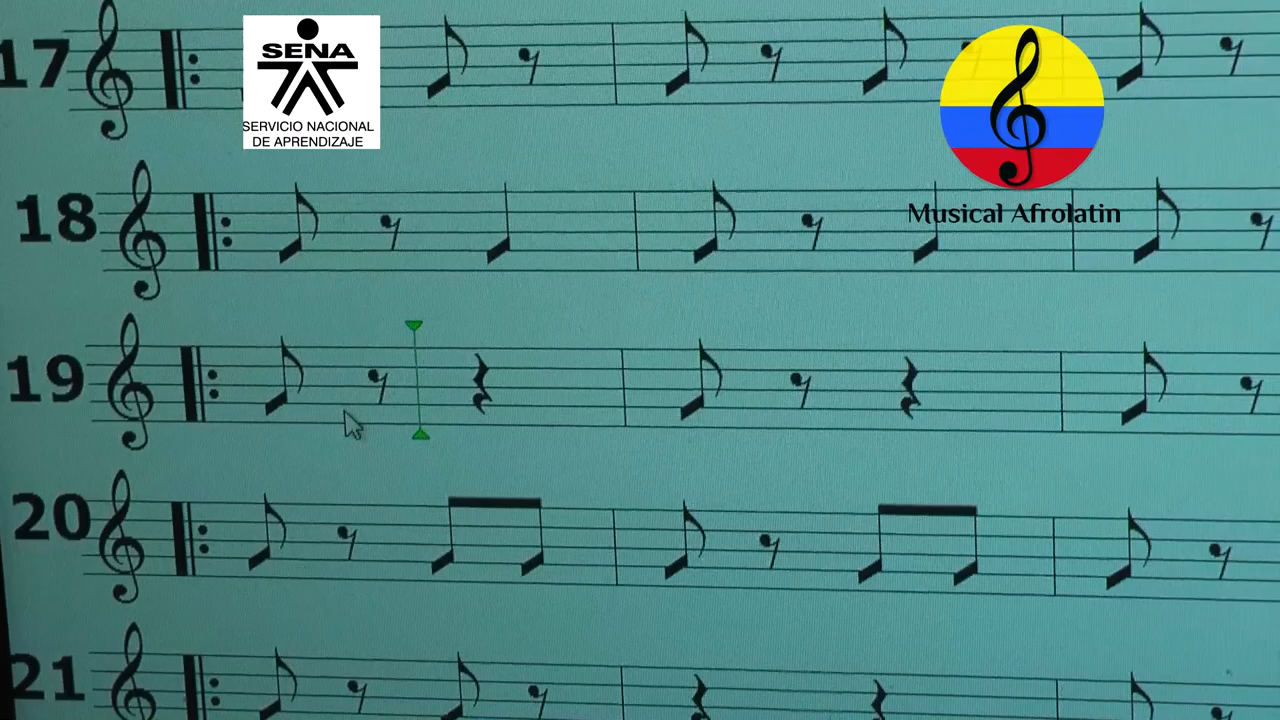 17
SENA
SERVICIO NACIONAL
DE APRENDIZAJE
18
Musical Afrolatin
19
20
21